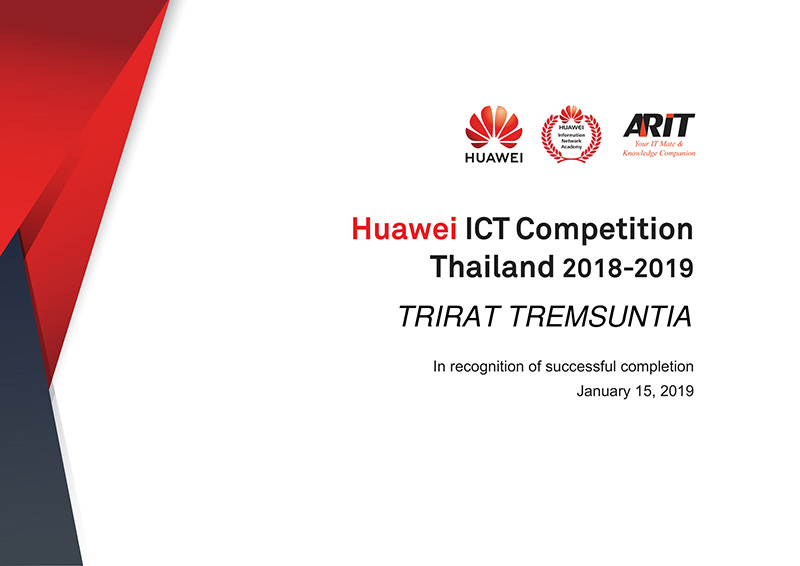 HUAWEI
HUAWEI
Information
Network
Academy
ARiT
Your IT Mate &
Knowledge Companion
Huawei ICT Competition
Thailand 2018-2019
TRIRAT TREMSUNTIA
In recognition of successful completion
January 15, 2019